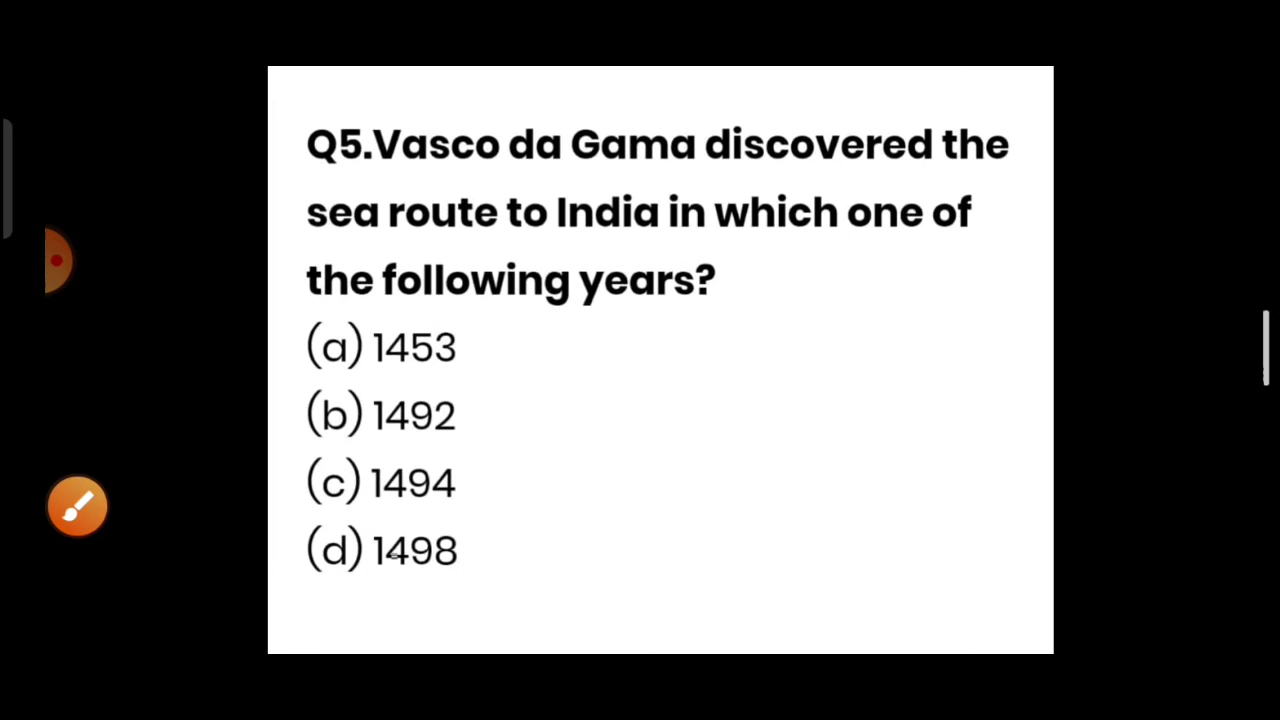 Q5.Vasco da Gama discovered the
sea route to India in which one of
the following years?
(a) 1453
(b) 1492
(c) 1494
(d) 1498